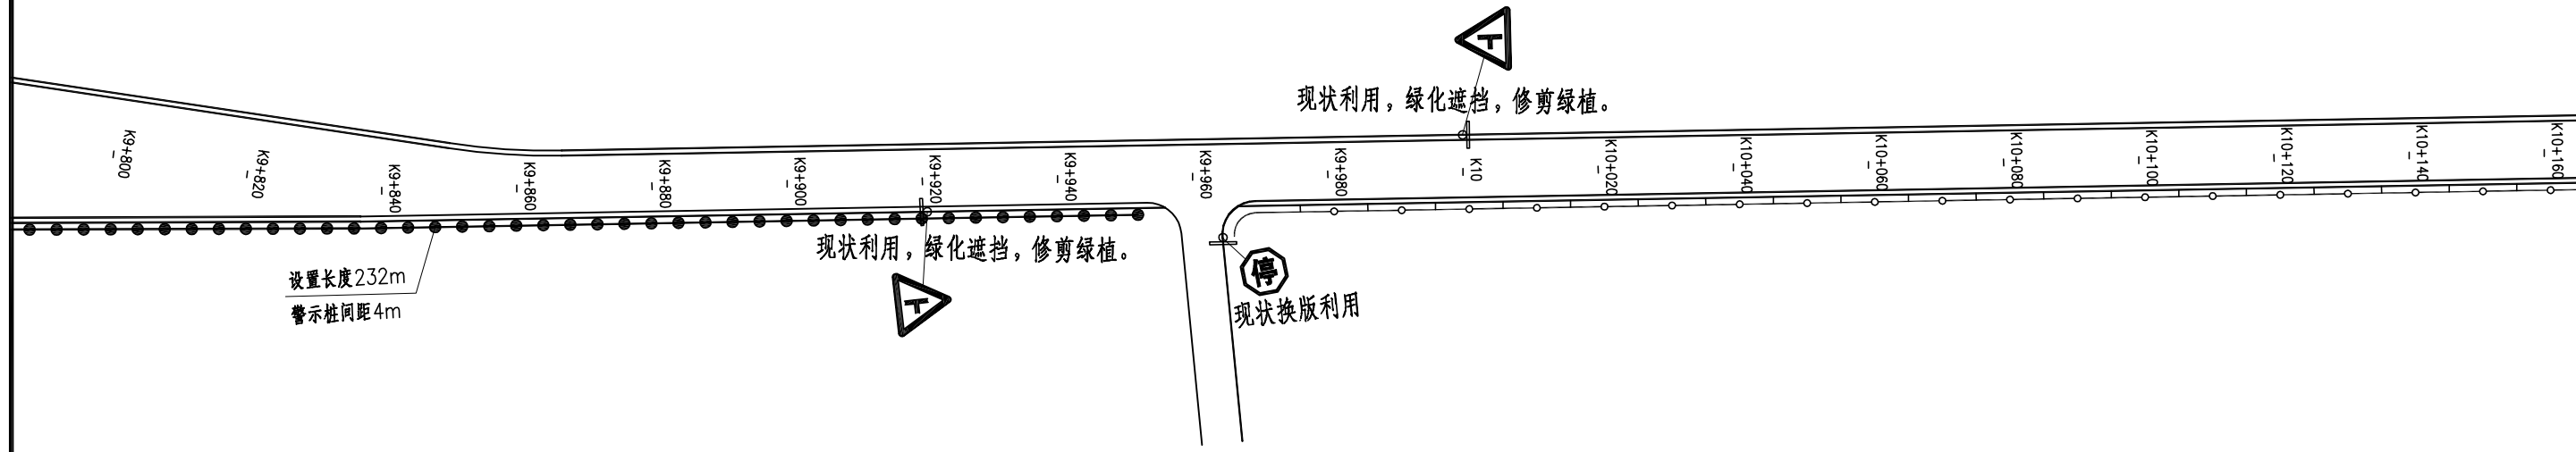 现状利用，绿化遮挡，修剪绿植。
K9+800
K9+820
K9+840
K9+860
K9+880
K9+900
K9+920
K9+940
K9+960
K9+980
K10
K10+020
K10+040
K10+060
K10+080
K10+100
K10+120
K10+140
K10+160
现状利用，绿化遮挡，修剪绿植。
设置长度232m
警示桩间距4m
停
现状换版利用